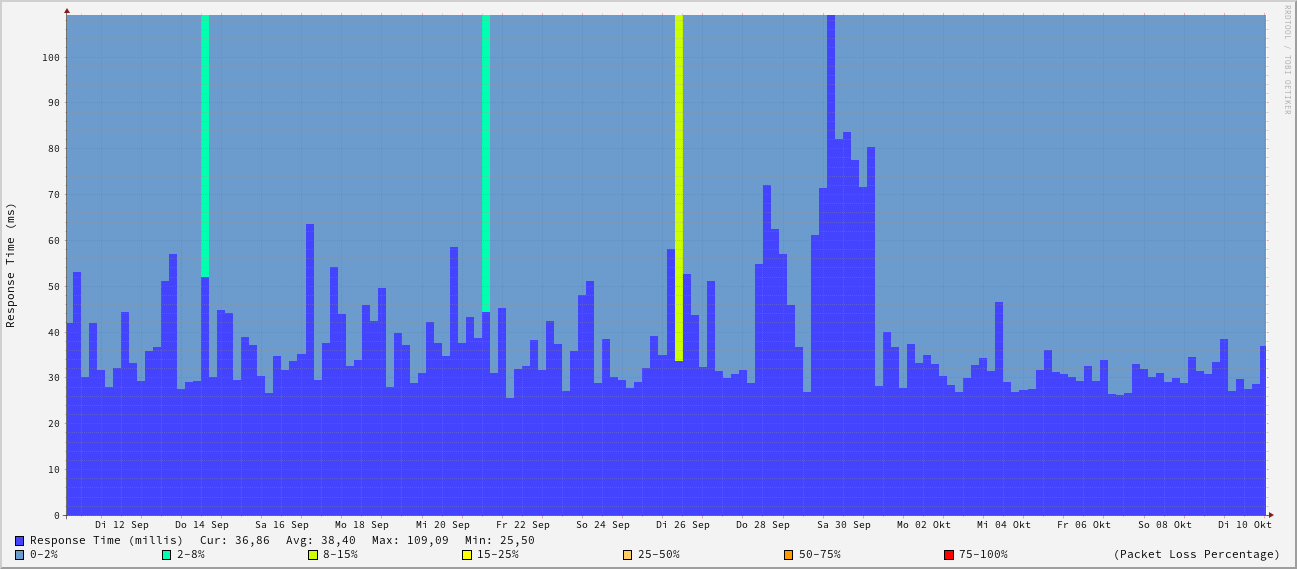 RRDTOOL / TOBI OETIKER
Response Time (ms)
100
90
80
70
60
50
40
30
20
10
0
Di 12 Sep Do 14 Sep Sa 16 Sep Mo 18 Sep Mi 20 Sep Fr 22 Sep So 24 Sep Di 26 Sep Do 28 Sep Sa 30 Sep Mo 02 Okt Mi 04 Okt Fr 06 Okt So 08 Okt Di 10 Okt
Response Time (millis) Cur: 36,86 Avg: 38,40 Max: 109,09 Min: 25,50
0-2% 2-8% 8-15% 15-25% 25-50% 50-75% 75-100% (Packet Loss Percentage)